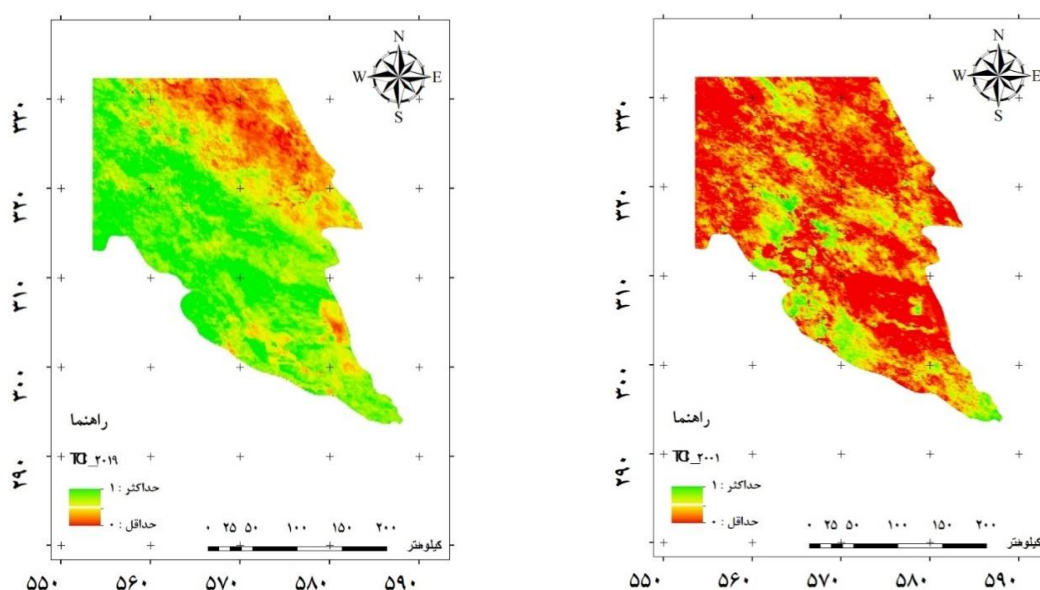 N
W E
S
۳۳۰
۳۲۰
۳۱۰
۳۰۰
۲۹۰
راهنما
TCI_۲۰۱۹
حداکثر : ۱
حداقل : ۰
۰ ۲۵ ۵۰ ۱۰۰ ۱۵۰ ۲۰۰
کیلومتر
۵۵۰ ۵۶۰ ۵۷۰ ۵۸۰ ۵۹۰
N
W E
S
۳۳۰
۳۲۰
۳۱۰
۳۰۰
۲۹۰
راهنما
TCI_۲۰۰۱
حداکثر : ۱
حداقل : ۰
۰ ۲۵ ۵۰ ۱۰۰ ۱۵۰ ۲۰۰
کیلومتر
۵۵۰ ۵۶۰ ۵۷۰ ۵۸۰ ۵۹۰